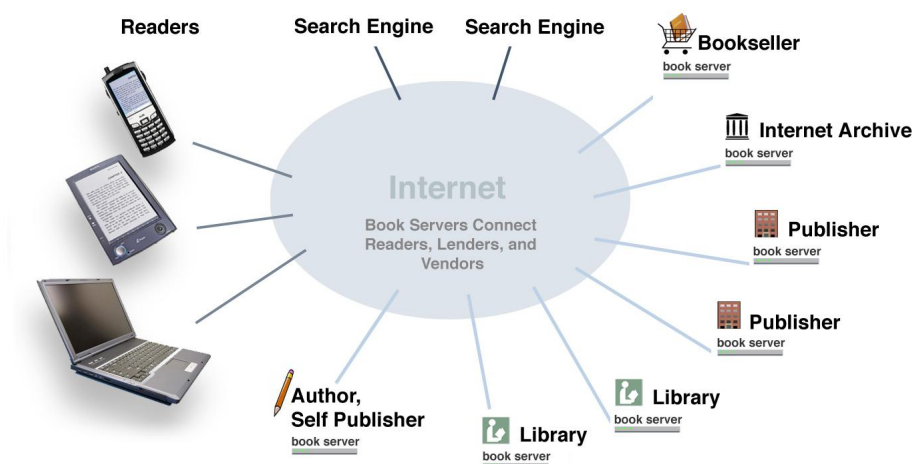 Readers
Search Engine
Search Engine
Bookseller
book server
Internet Archive
book server
Internet
Book Servers Connect
Readers, Lenders, and
Vendors
Publisher
book server
Publisher
book server
Author,
Self Publisher
book server
Library
book server
Library
book server